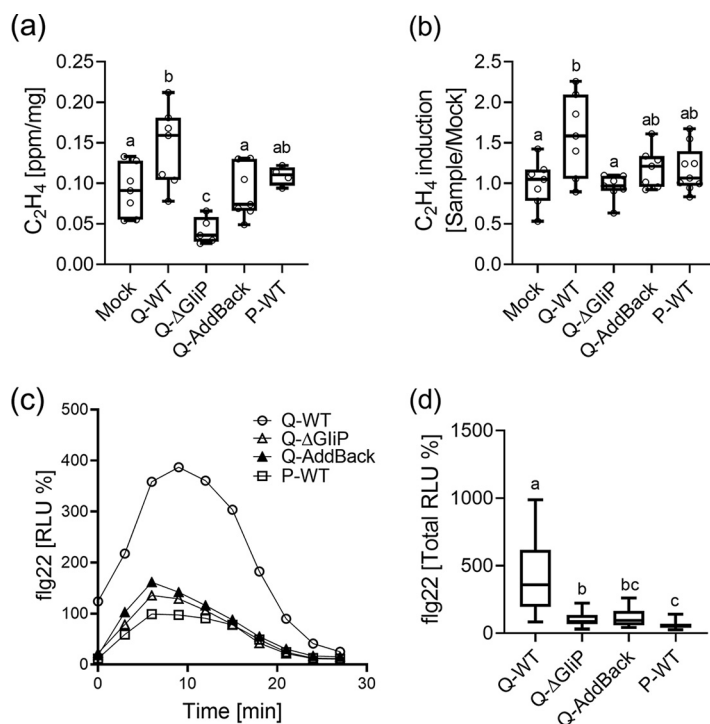 (a)
C2H4 [ppm/mg]
0.25
0.20
0.15
0.10
0.05
0.00
a
b
c
a
ab
Mock
Q-WT
Q-ΔGliP
Q-AddBack
P-WT
(b)
C2H4 induction
[Sample/Mock]
2.5
2.0
1.5
1.0
0.5
0.0
a
b
a
ab
ab
Mock
Q-WT
Q-ΔGliP
Q-AddBack
P-WT
(c)
flg22 [RLU %]
500
400
300
200
100
0
Q-WT
Q-ΔGliP
Q-AddBack
P-WT
0
10
20
30
Time [min]
(d)
flg22 [Total RLU %]
1500
1000
500
0
a
b
bc
c
Q-WT
Q-ΔGliP
Q-AddBack
P-WT